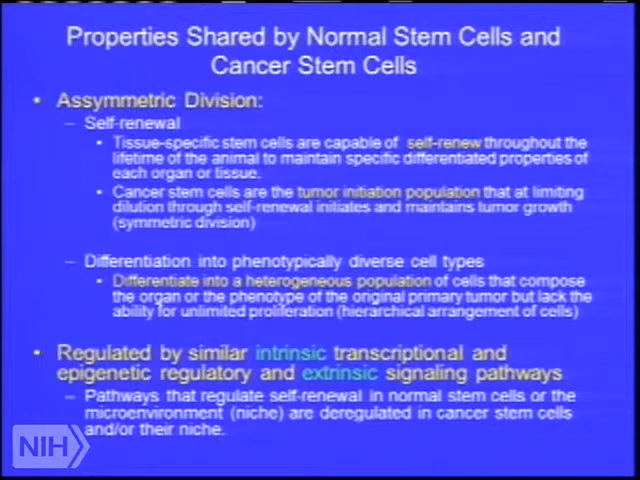 Properties Shared by Normal Stem Cells and
Cancer Stem Cells
• Assymmetric Division:
– Self-renewal
• Tissue-specific stem cells are capable of self-renew throughout the
lifetime of the animal to maintain specific differentiated properties of
each organ or tissue.
• Cancer stem cells are the tumor initiation population that at limiting
dilution through self-renewal initiates and maintains tumor growth
(symmetric division)
– Differentiation into phenotypically diverse cell types
• Differentiate into a heterogeneous population of cells that compose
the organ or the phenotype of the original primary tumor but lack the
ability for unlimited proliferation (hierarchical arrangement of cells)
• Regulated by similar intrinsic transcriptional and
epigenetic regulatory and extrinsic signaling pathways
– Pathways that regulate self-renewal in normal stem cells or the
microenvironment (niche) are deregulated in cancer stem cells
and/or their niche.
NIH